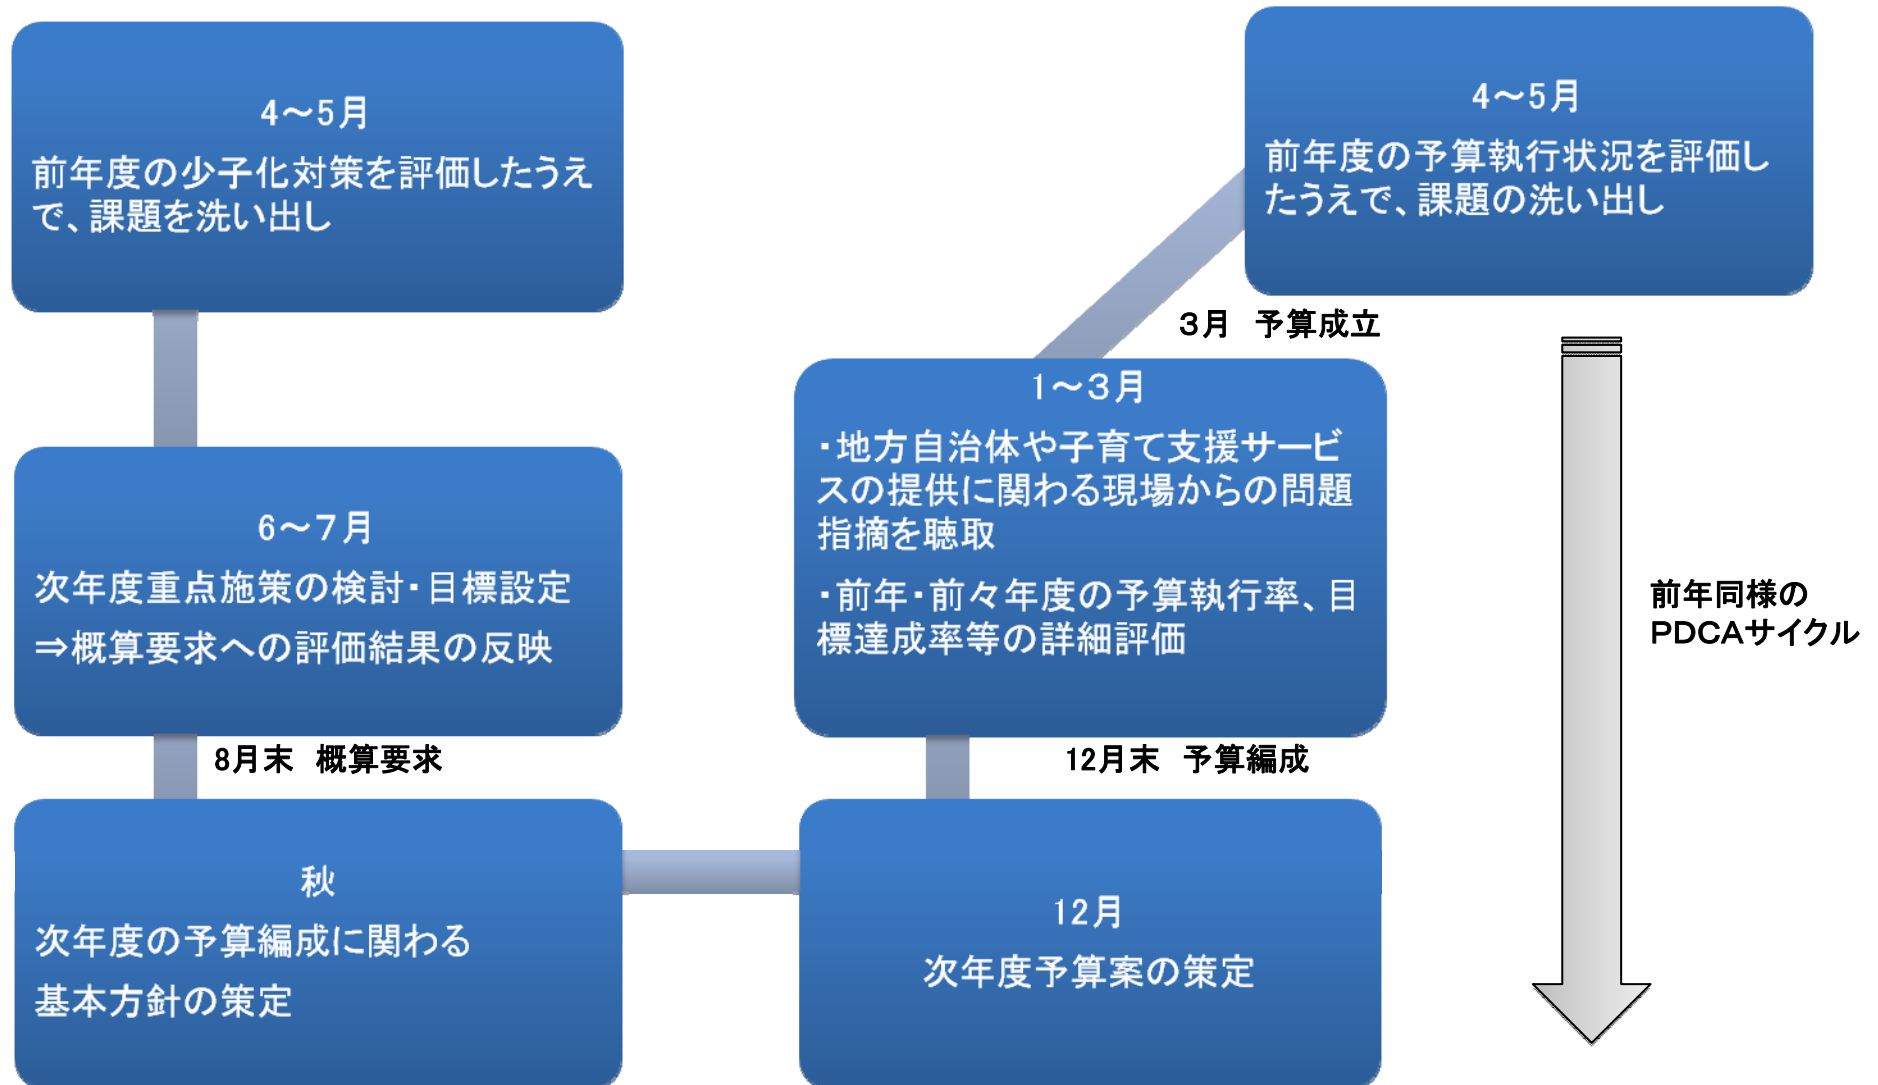 4～5月
前年度の少子化対策を評価したうえ
で、課題を洗い出し
6～7月
次年度重点施策の検討・目標設定
⇒概算要求への評価結果の反映
8月末　概算要求
秋
次年度の予算編成に関わる
基本方針の策定
12月
次年度予算案の策定
12月末　予算編成
1～3月
・地方自治体や子育て支援サービ
スの提供に関わる現場からの問題
指摘を聴取
・前年・前々年度の予算執行率、目
標達成率等の詳細評価
3月　予算成立
4～5月
前年度の予算執行状況を評価し
たうえで、課題の洗い出し
前年同様の
PDCAサイクル